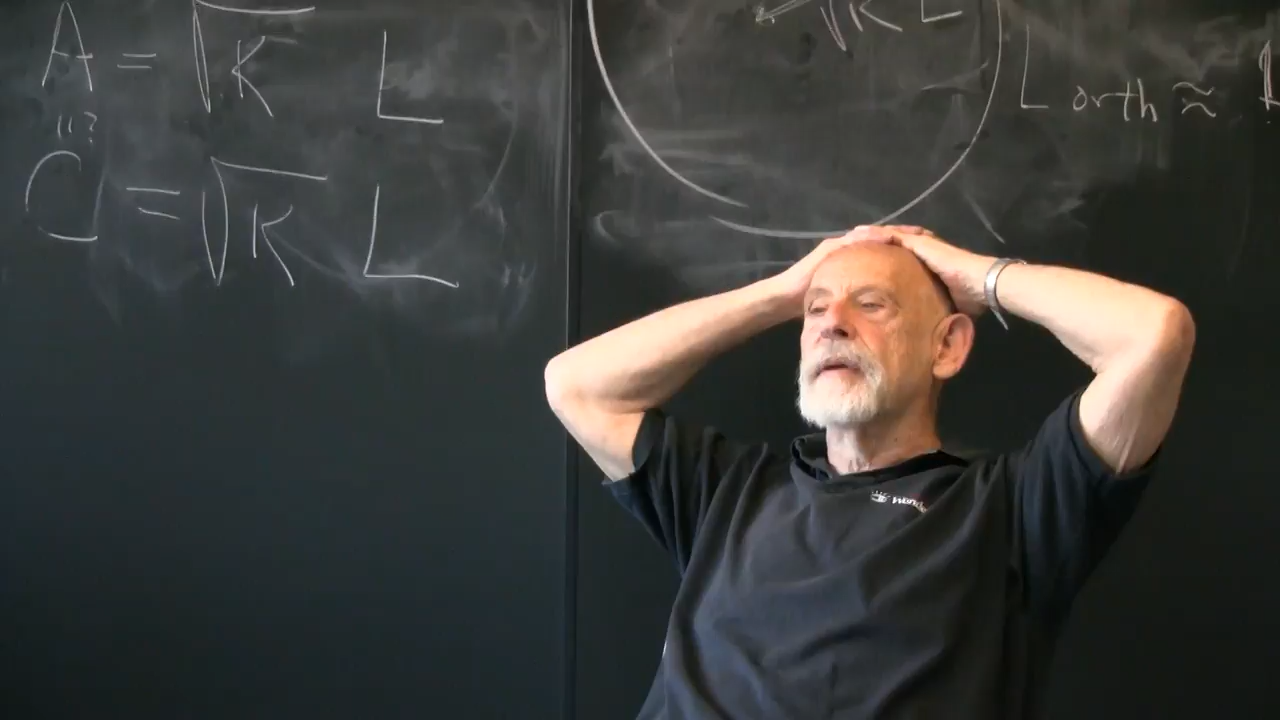 A = √K L
"?
C = √K L
√K L
L orth ≈